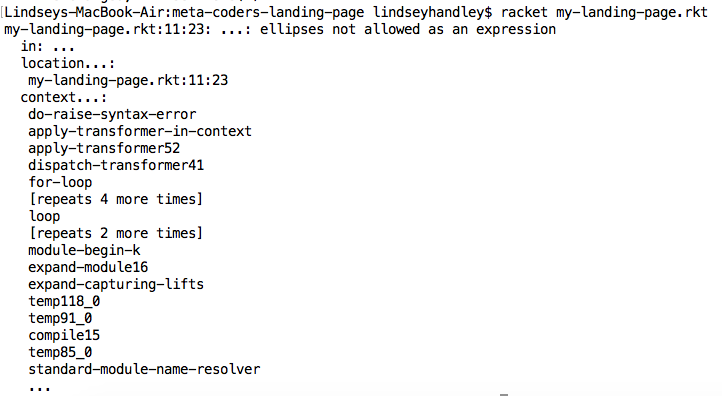 Lindseys-MacBook-Air:meta-coders-landing-page lindseyhandley$ racket my-landing-page.rkt
my-landing-page.rkt:11:23: ...: ellipses not allowed as an expression
in: ...
location...:
my-landing-page.rkt:11:23
context...:
do-raise-syntax-error
apply-transformer-in-context
apply-transformer52
dispatch-transformer41
for-loop
[repeats 4 more times]
loop
[repeats 2 more times]
module-begin-k
expand-module16
expand-capturing-lifts
temp118_0
temp91_0
compile15
temp85_0
standard-module-name-resolver
...